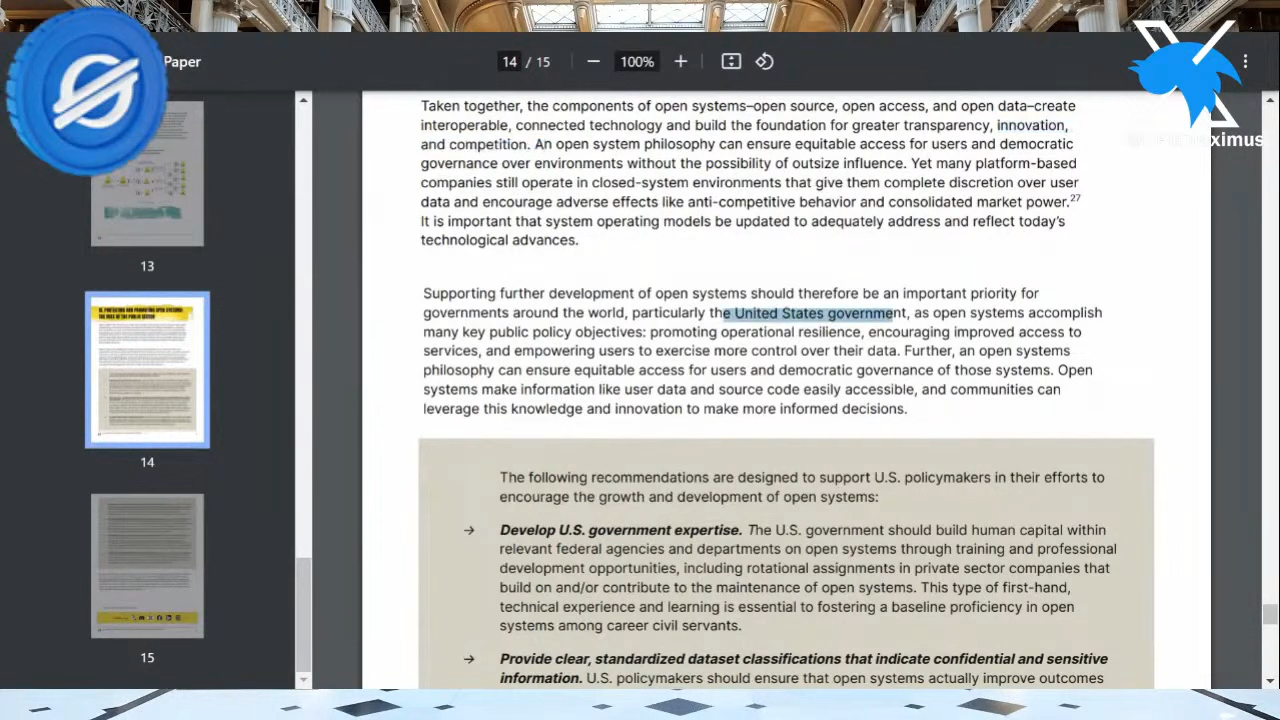 Paper
14 / 15
100%
13
14
15
Taken together, the components of open systems–open source, open access, and open data–create
interoperable, connected technology and build the foundation for greater transparency, innovation,
and competition. An open system philosophy can ensure equitable access for users and democratic
governance over environments without the possibility of outsize influence. Yet many platform-based
companies still operate in closed-system environments that give them complete discretion over user
data and encourage adverse effects like anti-competitive behavior and consolidated market power.27
It is important that system operating models be updated to adequately address and reflect today's
technological advances.
Supporting further development of open systems should therefore be an important priority for
governments around the world, particularly the United States government, as open systems accomplish
many key public policy objectives: promoting operational resilience, encouraging improved access to
services, and empowering users to exercise more control over their data. Further, an open systems
philosophy can ensure equitable access for users and democratic governance of those systems. Open
systems make information like user data and source code easily accessible, and communities can
leverage this knowledge and innovation to make more informed decisions.
The following recommendations are designed to support U.S. policymakers in their efforts to
encourage the growth and development of open systems:
→ Develop U.S. government expertise. The U.S. government should build human capital within
relevant federal agencies and departments on open systems through training and professional
development opportunities, including rotational assignments in private sector companies that
build on and/or contribute to the maintenance of open systems. This type of first-hand,
technical experience and learning is essential to fostering a baseline proficiency in open
systems among career civil servants.
→ Provide clear, standardized dataset classifications that indicate confidential and sensitive
information. U.S. policymakers should ensure that open systems actually improve outcomes